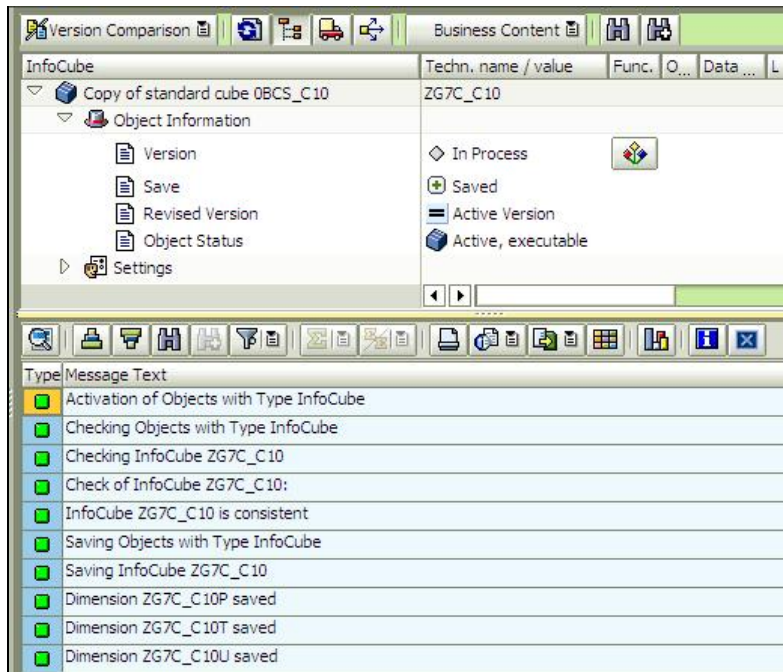 Version Comparison Business Content
InfoCube Techn. name / value Func. O... Data ... L
Copy of standard cube 0BCS_C10 ZG7C_C10
Object Information
Version In Process
Save Saved
Revised Version Active Version
Object Status Active, executable
Settings
Type Message Text
Activation of Objects with Type InfoCube
Checking Objects with Type InfoCube
Checking InfoCube ZG7C_C10
Check of InfoCube ZG7C_C10:
InfoCube ZG7C_C10 is consistent
Saving Objects with Type InfoCube
Saving InfoCube ZG7C_C10
Dimension ZG7C_C10P saved
Dimension ZG7C_C10T saved
Dimension ZG7C_C10U saved